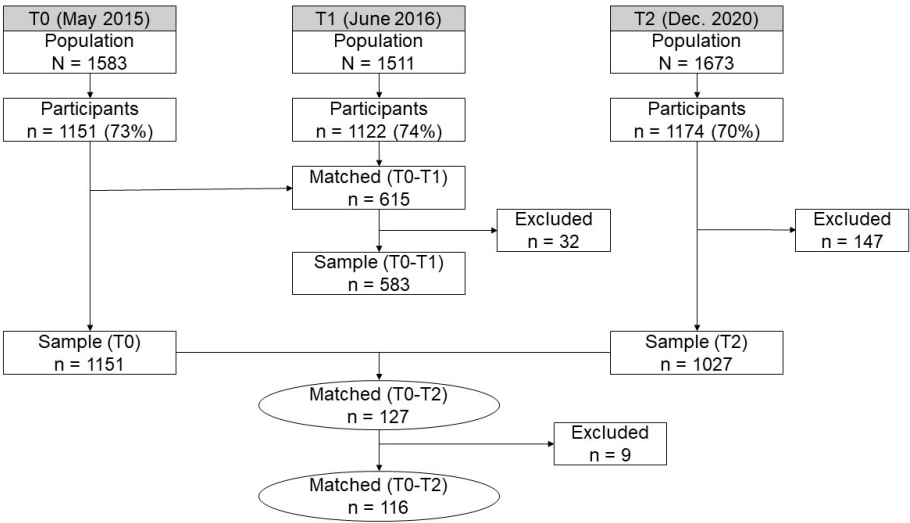 T0 (May 2015)
Population
N = 1583
Participants
n = 1151 (73%)
T1 (June 2016)
Population
N = 1511
Participants
n = 1122 (74%)
Matched (T0-T1)
n = 615
Excluded
n = 32
Sample (T0-T1)
n = 583
T2 (Dec. 2020)
Population
N = 1673
Participants
n = 1174 (70%)
Excluded
n = 147
Sample (T0)
n = 1151
Sample (T2)
n = 1027
Matched (T0-T2)
n = 127
Excluded
n = 9
Matched (T0-T2)
n = 116